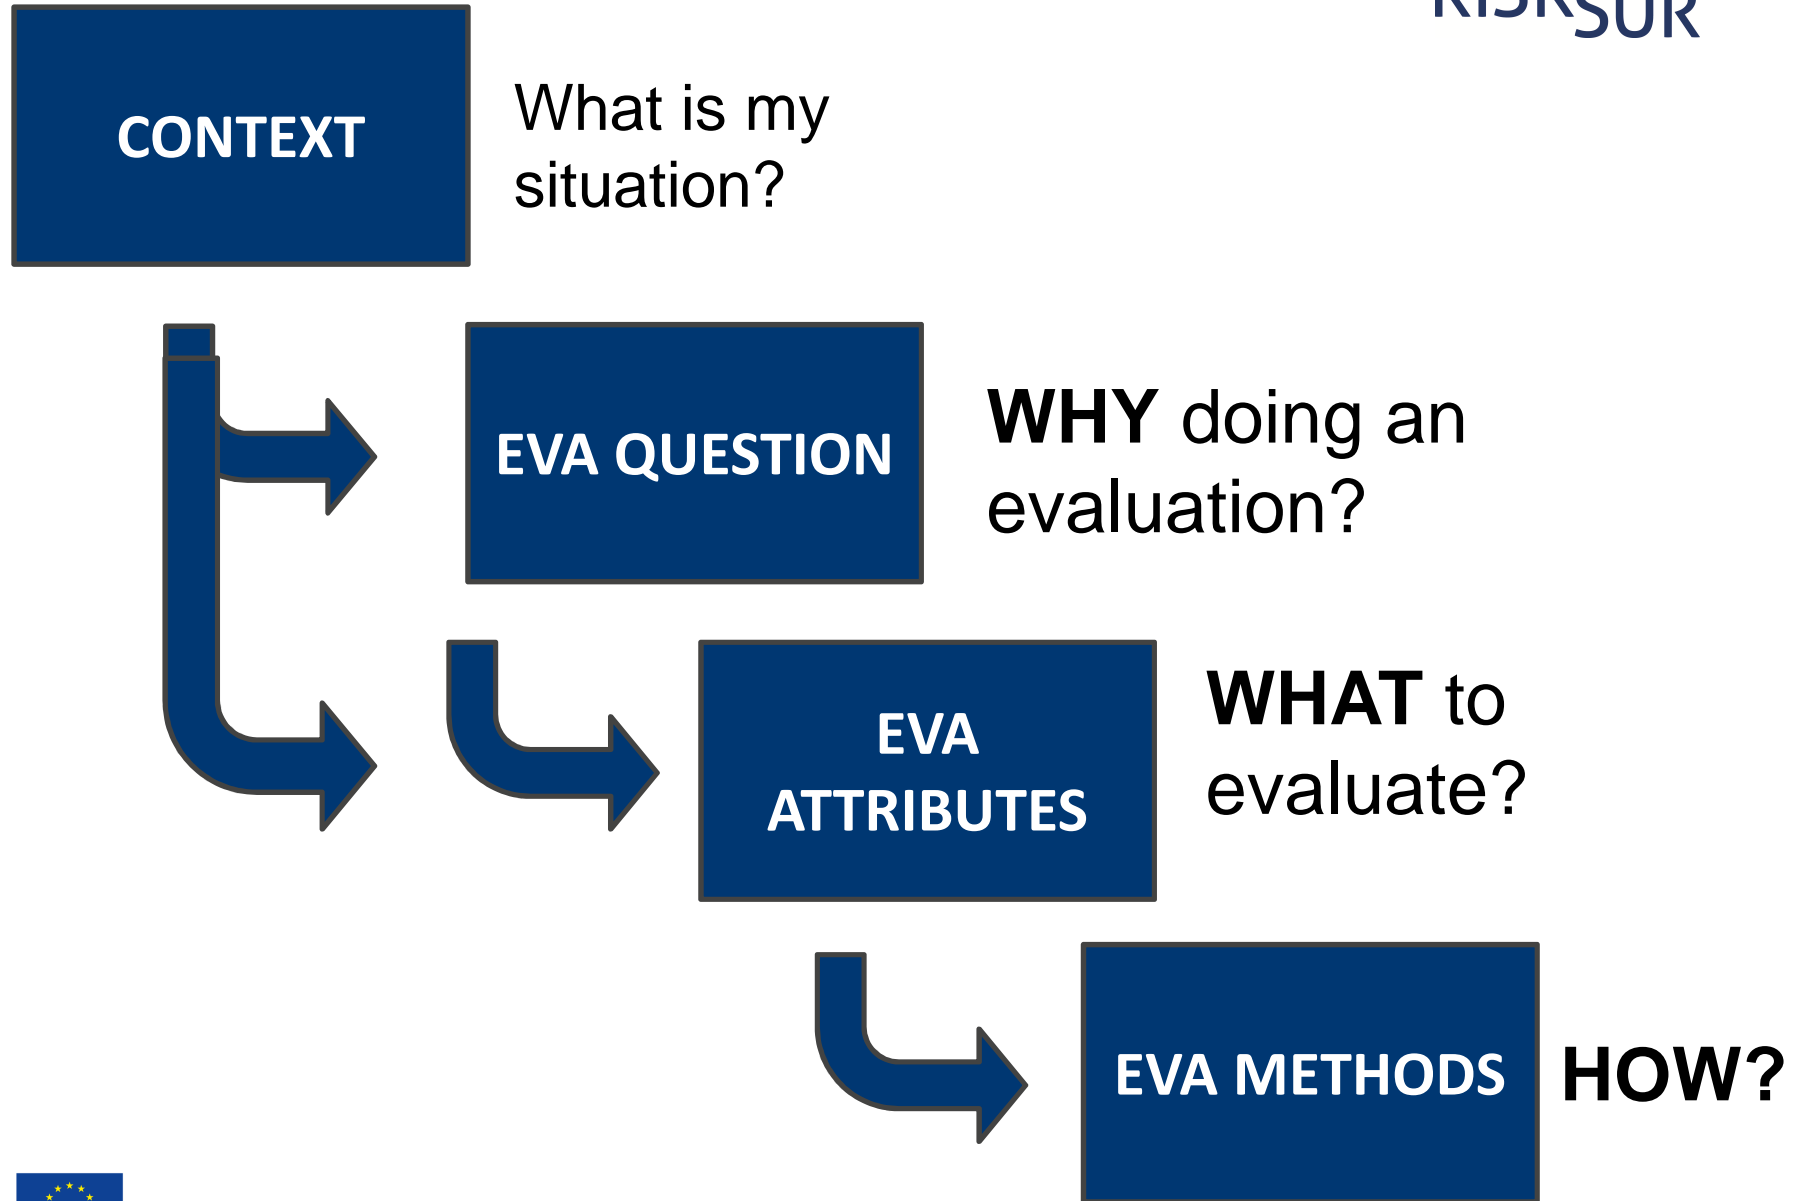 RISKSUR
CONTEXT
What is my
situation?
EVA QUESTION
WHY doing an
evaluation?
EVA
ATTRIBUTES
WHAT to
evaluate?
EVA METHODS
HOW?